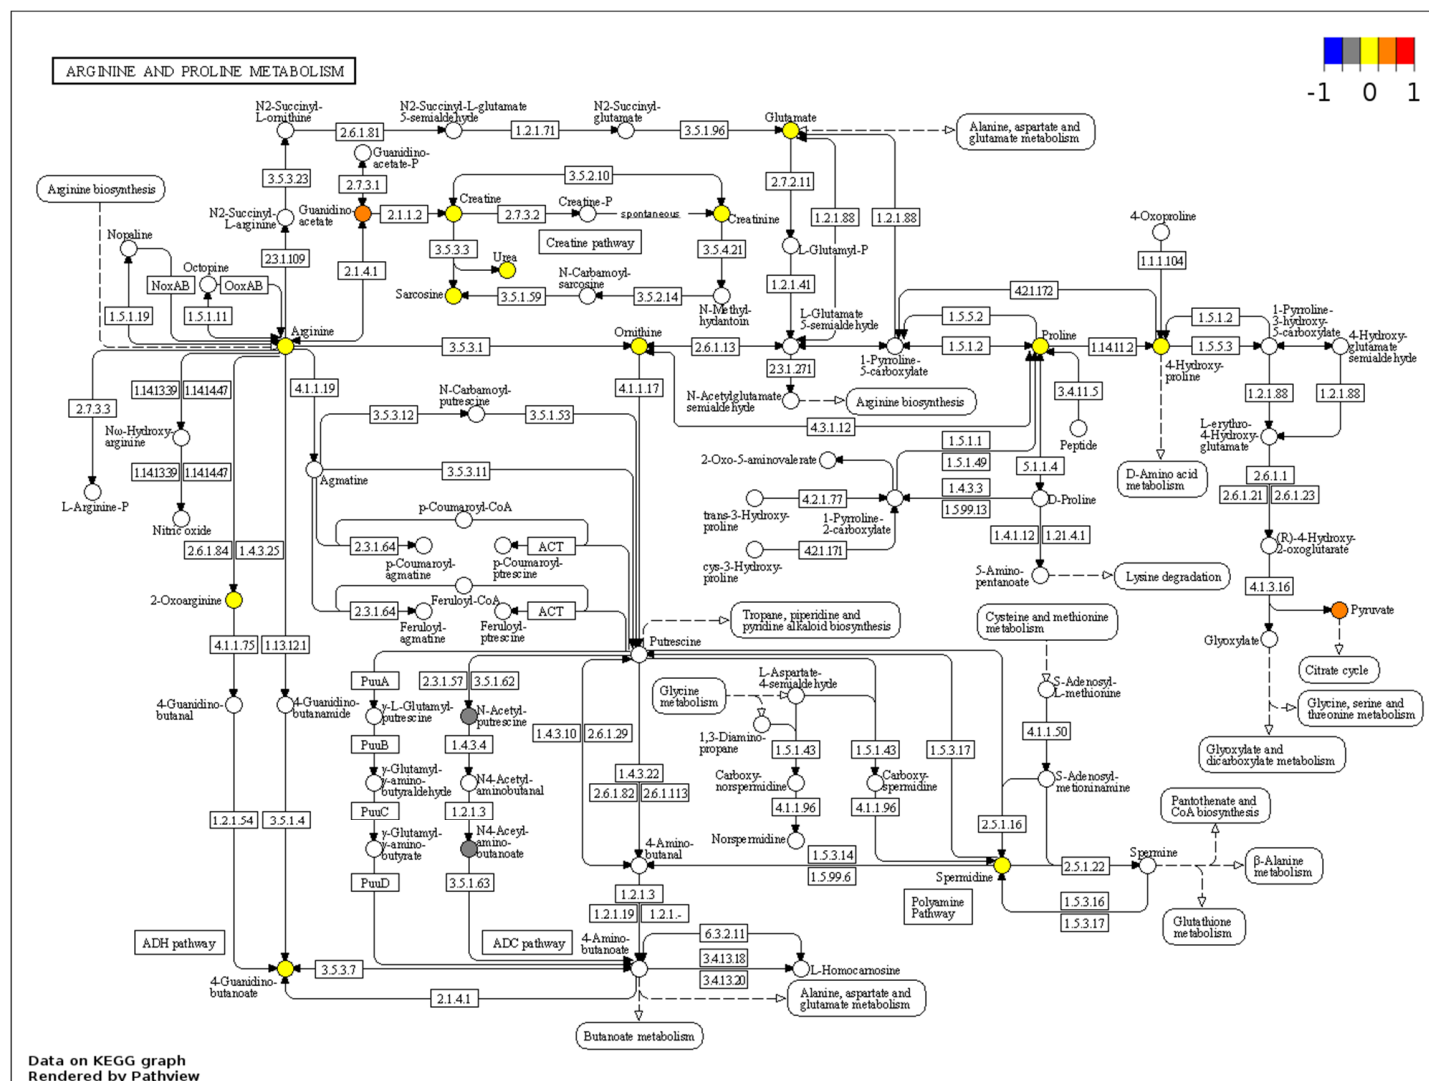 ARGININE AND PROLINE METABOLISM
-1 0 1
N2-Succinyl-
L-ornithine
2.6.1.81
N2-Succinyl-L-glutamate
5-semialdehyde
1.2.1.71
N2-Succinyl-
glutamate
3.5.1.96
Glutamate
Alanine, aspartate and
glutamate metabolism
Guanidino-
acetate-P
Arginine biosynthesis
3.5.3.23
2.7.3.1
3.5.2.10
2.7.2.11
N2-Succinyl-
L-arginine
Guanidino
acetate
2.1.1.2
Creatine
2.7.3.2
Creatine-P
spontaneous
Creatinine
1.2.1.88
1.2.1.88
4-Oxoproline
Nopaline
2.3.1.109
3.5.3.3
Creatine pathway
3.5.4.21
L-Glutamyl-P
1.1.1.104
Octopine
NoxAB
OoxAB
2.1.4.1
Urea
N-Carbamoyl-
sarcosine
1.2.1.41
4.2.1.172
1.5.1.19
1.5.1.11
Sarcosine
3.5.1.59
3.5.2.14
N-Methyl-
hydantoin
L-Glutamate
5-semialdehyde
1.5.5.2
1.5.1.2
1-Pyrroline-
3-hydroxy-
5-carboxylate
Arginine
3.5.3.1
Ornithine
2.6.1.13
1-Pyrroline-
5-carboxylate
1.5.1.2
Proline
1.14.11.2
4-Hydroxy-
proline
1.5.5.3
4-Hydroxy-
glutamate
semialdehyde
2.3.1.271
1.14.13.39
1.14.14.47
4.1.1.19
N-Carbamoyl-
putrescine
4.1.1.17
N-Acetylglutamate
semialdehyde
Arginine biosynthesis
3.4.11.5
1.2.1.88
1.2.1.88
2.7.3.3
3.5.3.12
3.5.1.53
4.3.1.12
Nω-Hydroxy-
arginine
Peptide
L-erythro-
4-Hydroxy-
glutamate
1.14.13.39
1.14.14.47
Agmatine
3.5.3.11
2-Oxo-5-aminovalerate
1.5.1.1
1.5.1.49
5.1.1.4
D-Amino acid
metabolism
2.6.1.1
2.6.1.21
2.6.1.23
L-Arginine-P
trans-3-Hydroxy-
proline
4.2.1.77
1-Pyrroline-
2-carboxylate
1.4.3.3
1.5.99.13
D-Proline
Nitric oxide
p-Coumaroyl-CoA
2.6.1.84
1.4.3.25
2.3.1.64
p-Coumaroyl-
agmatine
p-Coumaroyl-
ptrescine
ACT
cys-3-Hydroxy-
proline
4.2.1.171
1.4.1.12
1.21.4.1
(R)-4-Hydroxy-
2-oxoglutarate
5-Amino-
pentanoate
Lysine degradation
4.1.3.16
2-Oxoarginine
Feruloyl-CoA
2.3.1.64
Feruloyl-
agmatine
Feruloyl-
ptrescine
ACT
Tropane, piperidine and
pyridine alkaloid biosynthesis
Cysteine and methionine
metabolism
Pyruvate
4.1.1.75
1.13.12.1
Putrescine
Glyoxylate
Citrate cycle
PuuA
2.3.1.57
3.5.1.62
Glycine
metabolism
L-Aspartate-
4-semialdehyde
S-Adenosyl-
L-methionine
Glycine, serine and
threonine metabolism
4-Guanidino-
butanal
4-Guanidino-
butanamide
γ-L-Glutamyl-
putrescine
N-Acetyl-
putrescine
1.4.3.10
2.6.1.29
1,3-Diamino-
propane
4.1.1.50
PuuB
1.4.3.4
1.5.1.43
1.5.1.43
1.5.3.17
Glyoxylate and
dicarboxylate metabolism
γ-Glutamyl-
γ-amino-
butyraldehyde
N4-Acetyl-
aminobutanal
1.4.3.22
2.6.1.82
2.6.1.113
Carboxy-
norspermidine
Carboxy-
spermidine
S-Adenosyl-
metioninamine
1.2.1.54
3.5.1.4
PuuC
1.2.1.3
4.1.1.96
4.1.1.96
2.5.1.16
Pantothenate and
CoA biosynthesis
γ-Glutamyl-
γ-amino-
butyrate
N4-Aceyl-
amino-
butanoate
Norspermidine
4-Amino-
butanal
1.5.3.14
1.5.99.6
Spermidine
2.5.1.22
Spermine
β-Alanine
metabolism
PuuD
3.5.1.63
1.2.1.3
1.2.1.19
1.2.1.-
Polyamine
Pathway
1.5.3.16
1.5.3.17
Glutathione
metabolism
ADH pathway
ADC pathway
4-Amino-
butanoate
6.3.2.11
3.4.13.18
3.4.13.20
L-Homocarnosine
4-Guanidino-
butanoate
3.5.3.7
2.1.4.1
Alanine, aspartate and
glutamate metabolism
Butanoate metabolism
Data on KEGG graph
Rendered by Pathview